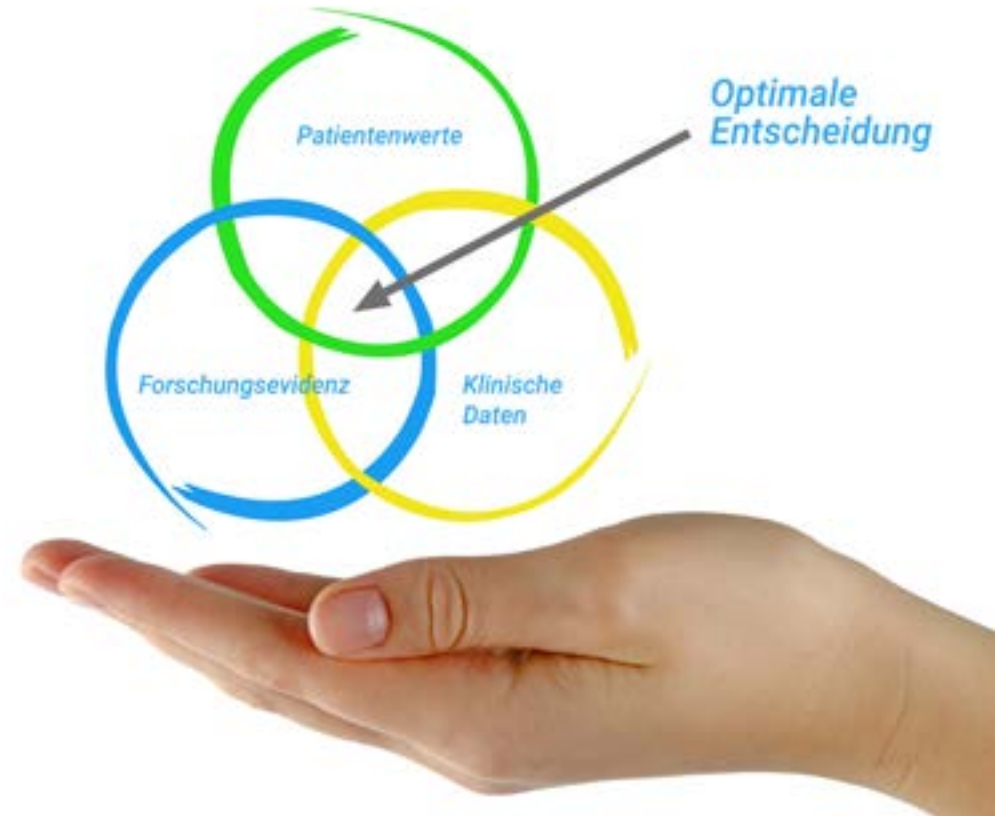 Optimale
Entscheidung
Patientenwerte
Forschungsevidenz
Klinische
Daten